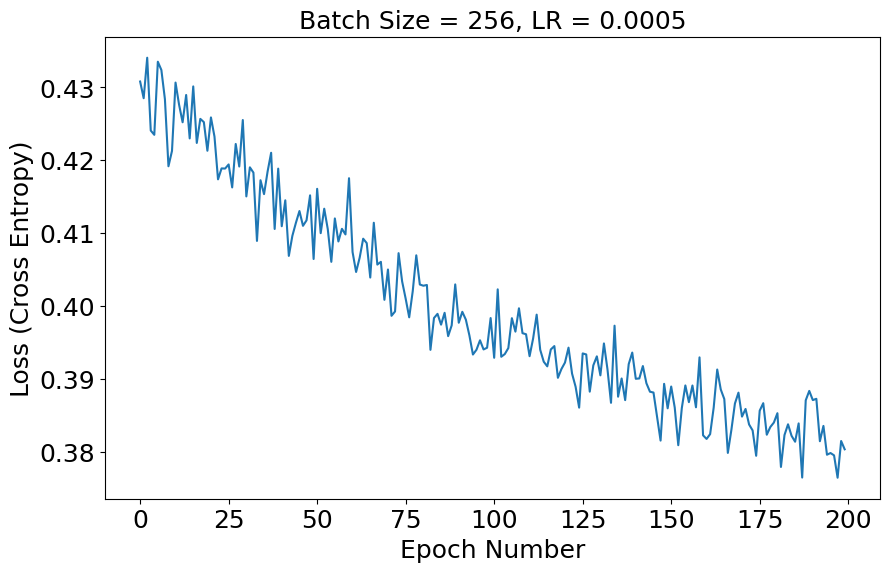 Batch Size = 256, LR = 0.0005
Loss (Cross Entropy)
0.43
0.42
0.41
0.40
0.39
0.38
0 25 50 75 100 125 150 175 200
Epoch Number